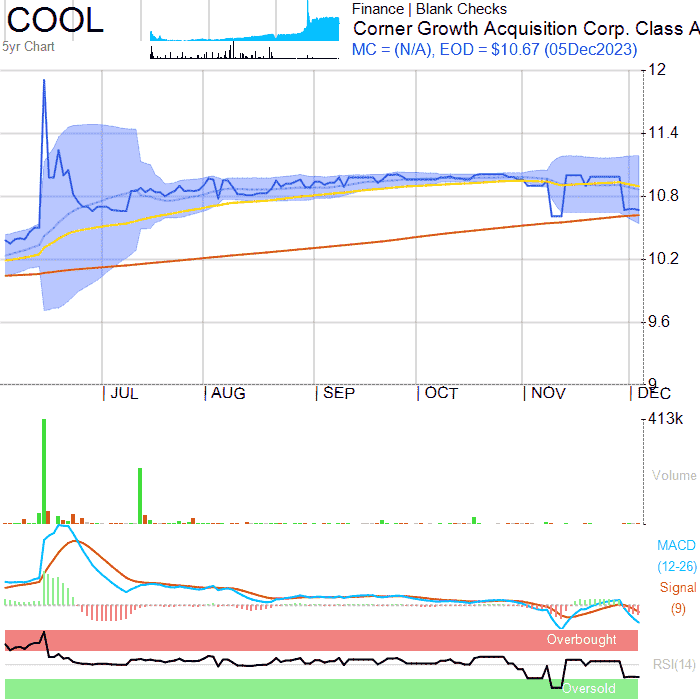 COOL
5yr Chart
Finance | Blank Checks
Corner Growth Acquisition Corp. Class A
MC = (N/A), EOD = $10.67 (05Dec2023)
12
11.4
10.8
10.2
9.6
9
JUL
AUG
SEP
OCT
NOV
DEC
413k
Volume
MACD
(12-26)
Signal
(9)
Overbought
RSI(14)
Oversold